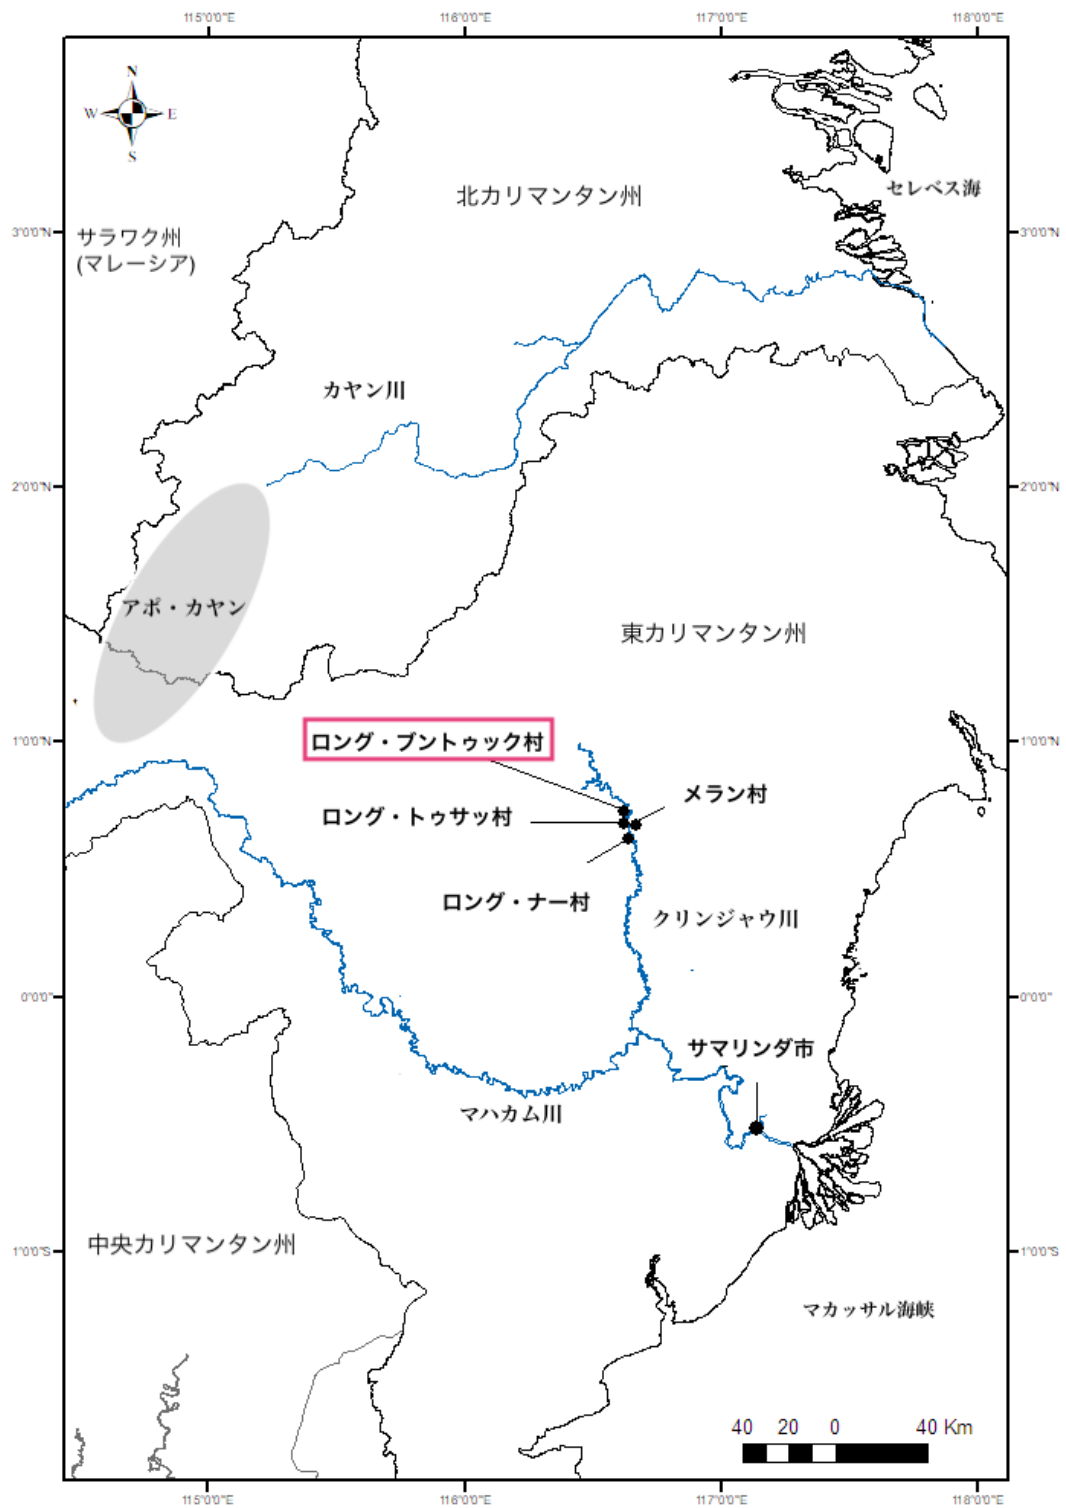 115°0'0"E
116°0'0"E
117°0'0"E
118°0'0"E
N
W
E
S
北カリマンタン州
セレベス海
3°0'0"N
サラワク州
(マレーシア)
3°0'0"N
カヤン川
2°0'0"N
2°0'0"N
アポ・カヤン
東カリマンタン州
1°0'0"N
ロング・ブントゥック村
1°0'0"N
メラン村
ロング・トゥサッ村
ロング・ナー村
クリンジャウ川
0°0'0"
0°0'0"
サマリンダ市
マハカム川
中央カリマンタン州
1°0'0"S
1°0'0"S
マカッサル海峡
40 20 0 40 Km
115°0'0"E
116°0'0"E
117°0'0"E
118°0'0"E